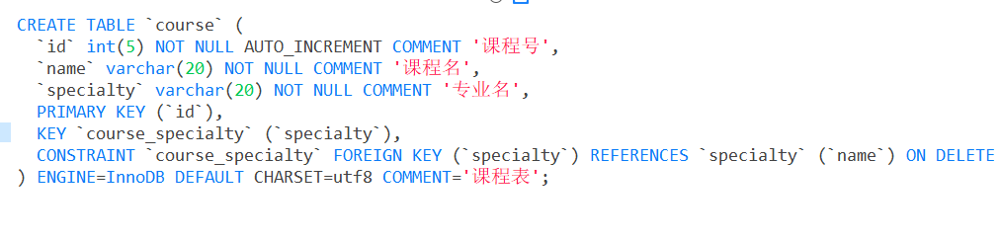 CREATE TABLE `course` (
  `id` int(5) NOT NULL AUTO_INCREMENT COMMENT '课程号',
  `name` varchar(20) NOT NULL COMMENT '课程名',
  `specialty` varchar(20) NOT NULL COMMENT '专业名',
  PRIMARY KEY (`id`),
  KEY `course_specialty` (`specialty`),
  CONSTRAINT `course_specialty` FOREIGN KEY (`specialty`) REFERENCES `specialty` (`name`) ON DELETE
) ENGINE=InnoDB DEFAULT CHARSET=utf8 COMMENT='课程表';